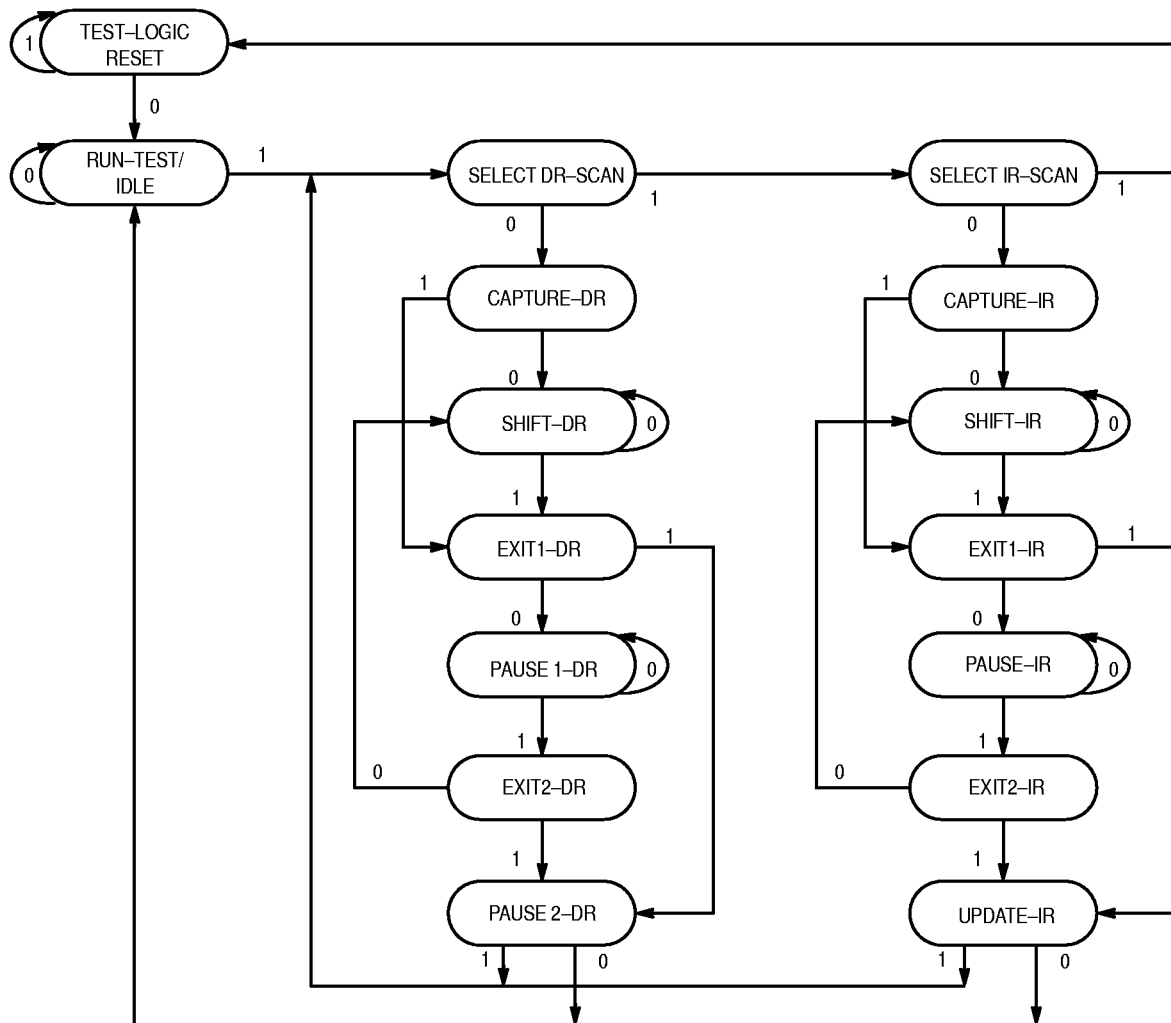 TEST–LOGIC
RESET
1
0
RUN–TEST/
IDLE
0
1
SELECT DR–SCAN
1
SELECT IR–SCAN
1
0
0
1
CAPTURE–DR
1
CAPTURE–IR
0
0
SHIFT–DR
0
SHIFT–IR
0
1
1
EXIT1–DR
1
EXIT1–IR
1
0
0
PAUSE 1–DR
0
PAUSE–IR
0
1
1
0
EXIT2–DR
0
EXIT2–IR
1
1
PAUSE 2–DR
UPDATE–IR
1
0
1
0